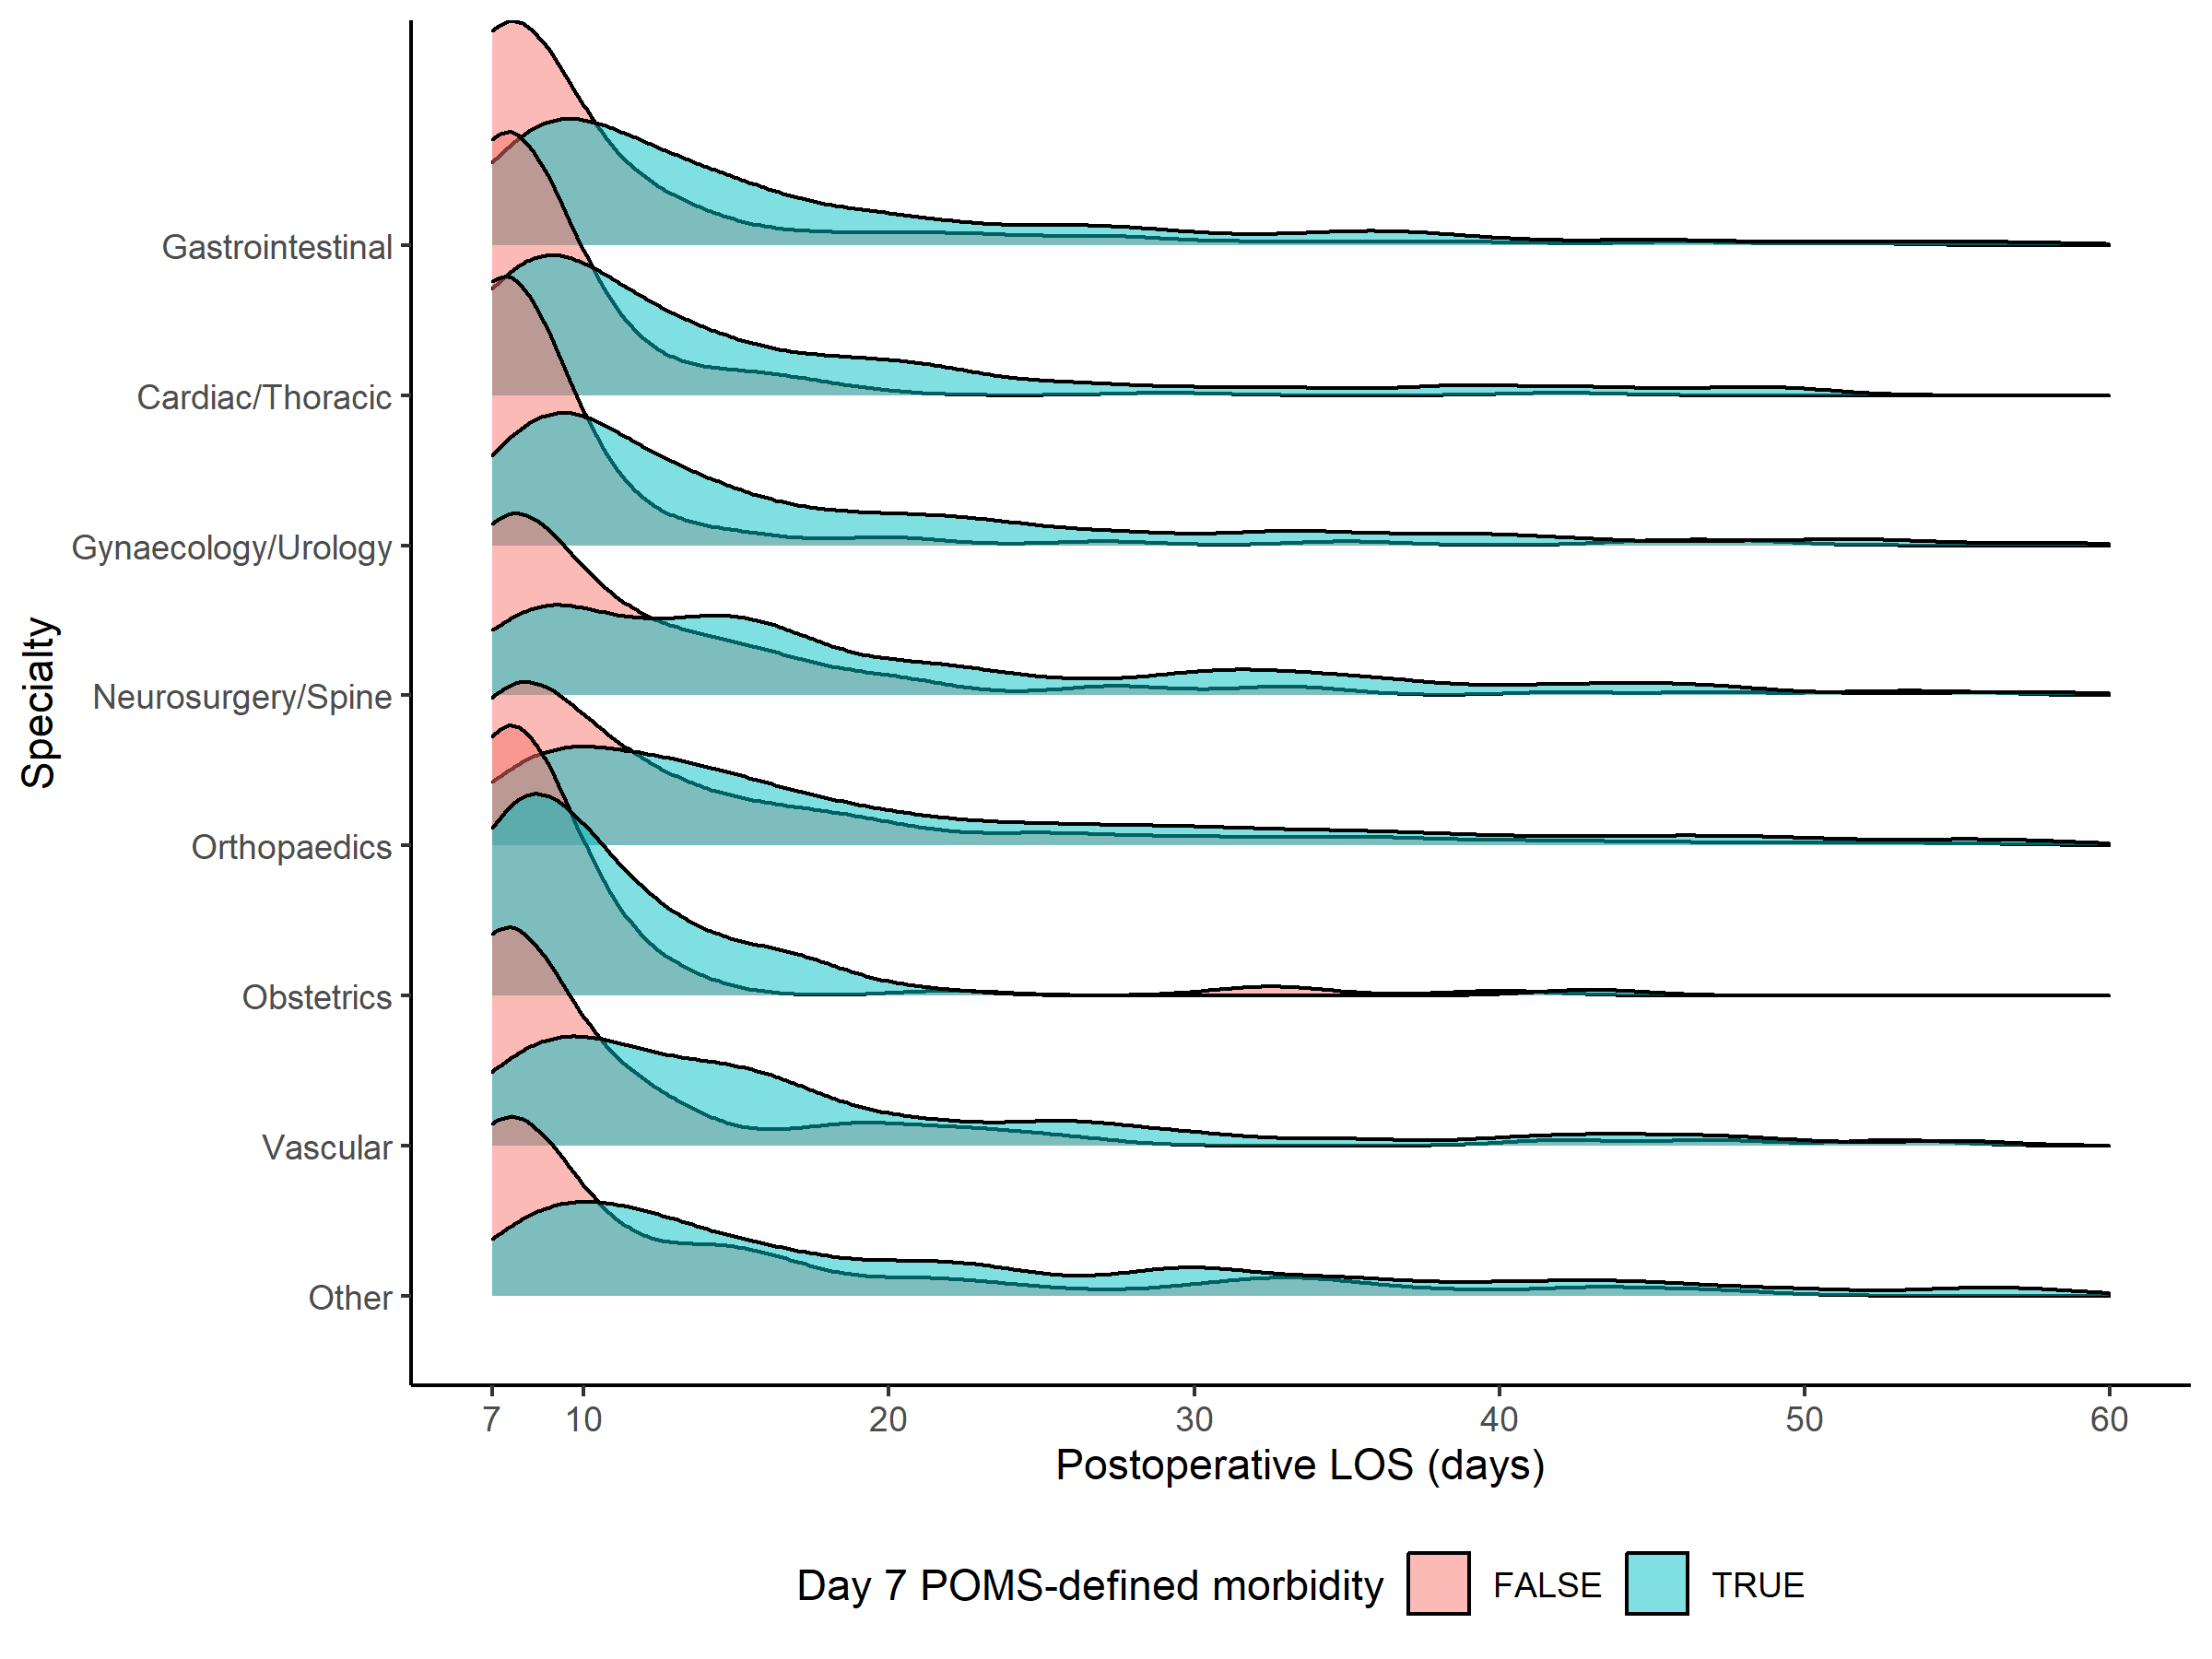 Gastrointestinal
Cardiac/Thoracic
Gynaecology/Urology
Neurosurgery/Spine
Orthopaedics
Obstetrics
Vascular
Other
Specialty
7 10 20 30 40 50 60
Postoperative LOS (days)
Day 7 POMS-defined morbidity FALSE TRUE